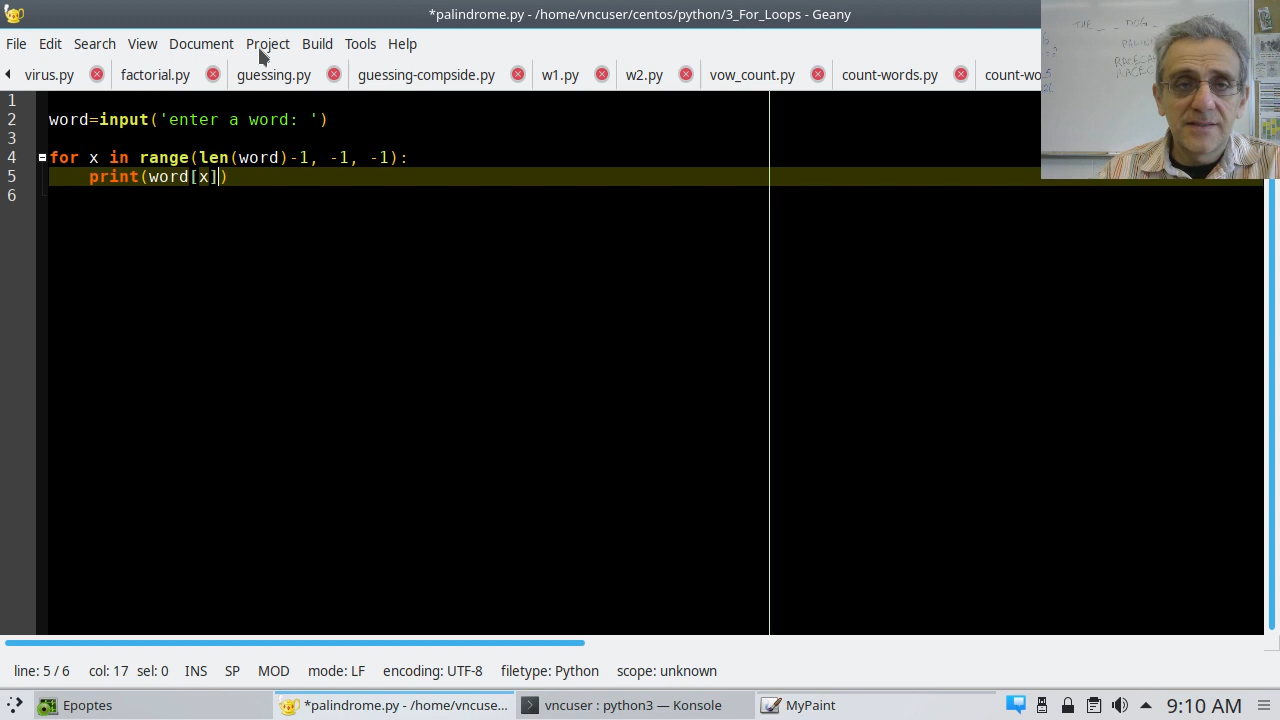 *palindrome.py - /home/vncuser/centos/python/3_For_Loops - Geany
File Edit Search View Document Project Build Tools Help
virus.py factorial.py guessing.py guessing-compside.py w1.py w2.py vow_count.py count-words.py count-wo
THE _ _ DOG
RACECAR
1
2 word=input('enter a word: ')
3
4 for x in range(len(word)-1, -1, -1):
5 print(word[x])
6
line: 5 / 6 col: 17 sel: 0 INS SP MOD mode: LF encoding: UTF-8 filetype: Python scope: unknown
Epoptes *palindrome.py - /home/vncuse... vncuser : python3 — Konsole MyPaint 9:10 AM